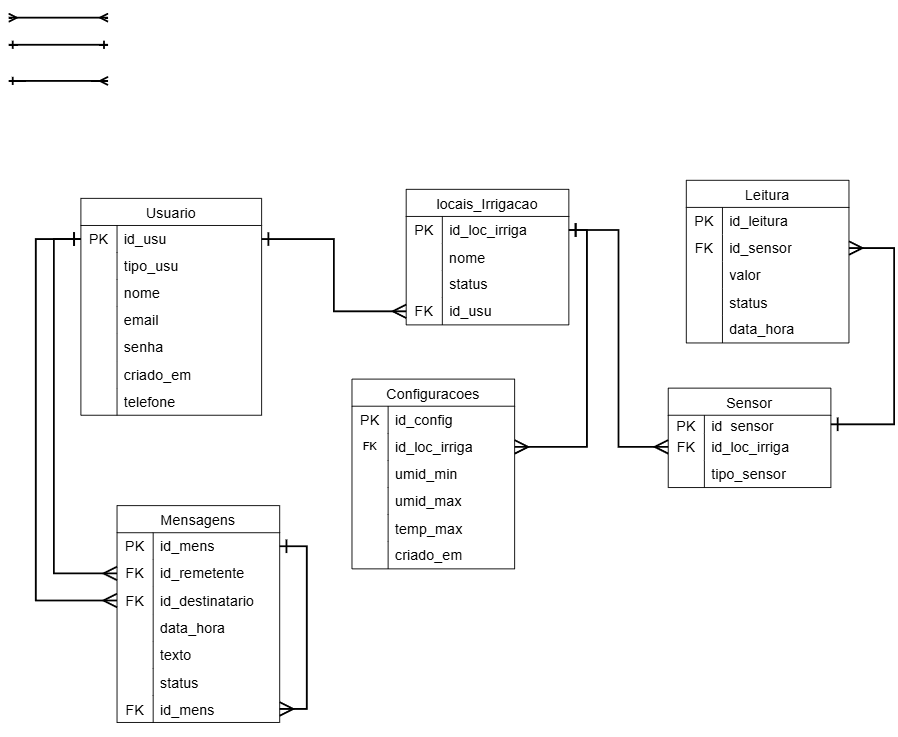 Usuario
PK id_usu
tipo_usu
nome
email
senha
criado_em
telefone
locais_Irrigacao
PK id_loc_irriga
nome
status
FK id_usu
Leitura
PK id_leitura
FK id_sensor
valor
status
data_hora
Configuracoes
PK id_config
FK id_loc_irriga
umid_min
umid_max
temp_max
criado_em
Sensor
PK id_sensor
FK id_loc_irriga
tipo_sensor
Mensagens
PK id_mens
FK id_remetente
FK id_destinatario
data_hora
texto
status
FK id_mens